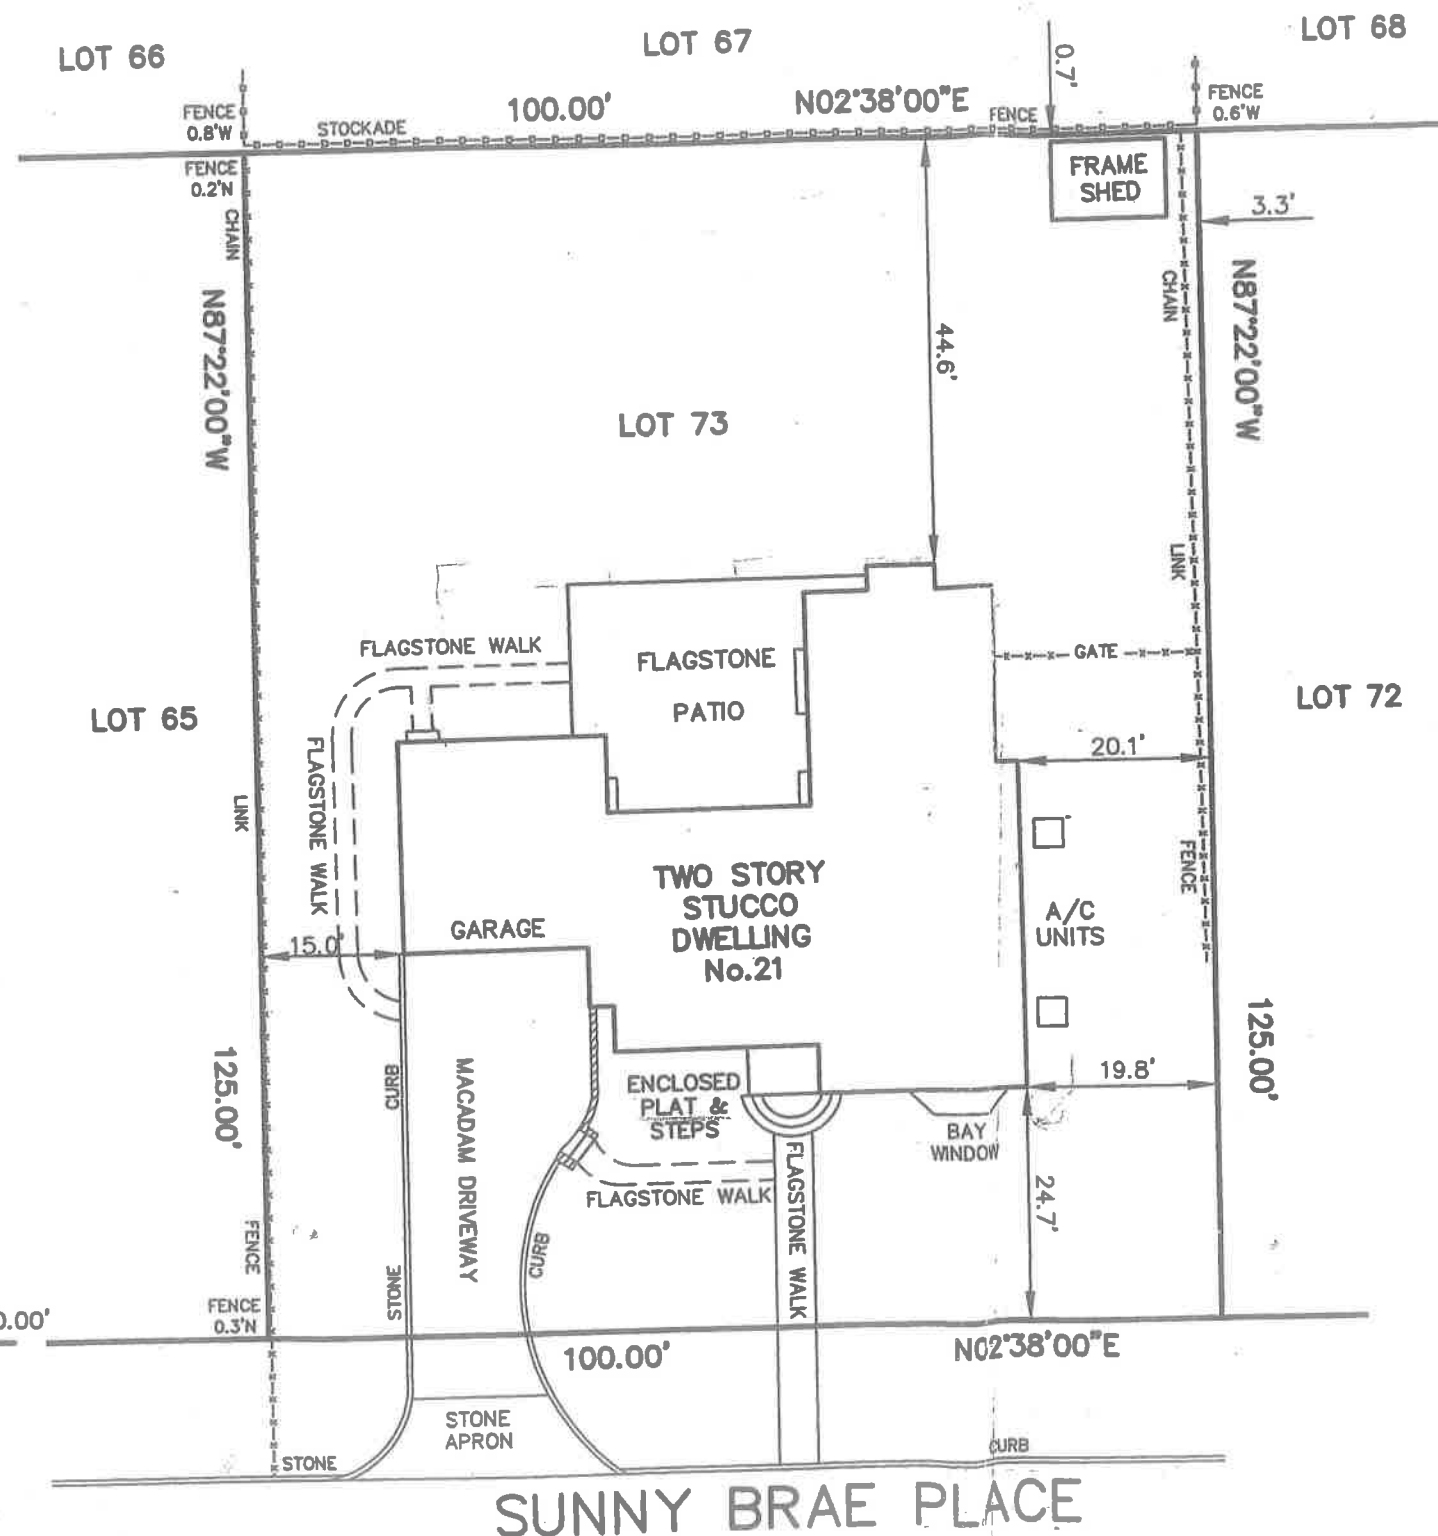 LOT 66
LOT 67
LOT 68
0.7'
FENCE
0.8'W
STOCKADE
100.00'
N02°38'00"E
FENCE
FENCE
0.6'W
FENCE
0.2'N
FRAME
SHED
3.3'
CHAIN
N87°22'00"W
CHAIN
N87°22'00"W
44.6'
LOT 73
LINK
FLAGSTONE WALK
FLAGSTONE
PATIO
GATE
LOT 65
LOT 72
FLAGSTONE WALK
20.1'
LINK
FENCE
TWO STORY
STUCCO
DWELLING
No.21
GARAGE
A/C
UNITS
15.0'
125.00'
125.00'
CURB
MACADAM DRIVEWAY
ENCLOSED
PLAT &
STEPS
19.8'
BAY
WINDOW
FLAGSTONE WALK
FLAGSTONE WALK
24.7'
FENCE
CURB
STONE
FENCE
0.3'N
0.00'
100.00'
N02°38'00"E
STONE
APRON
STONE
CURB
SUNNY BRAE PLACE